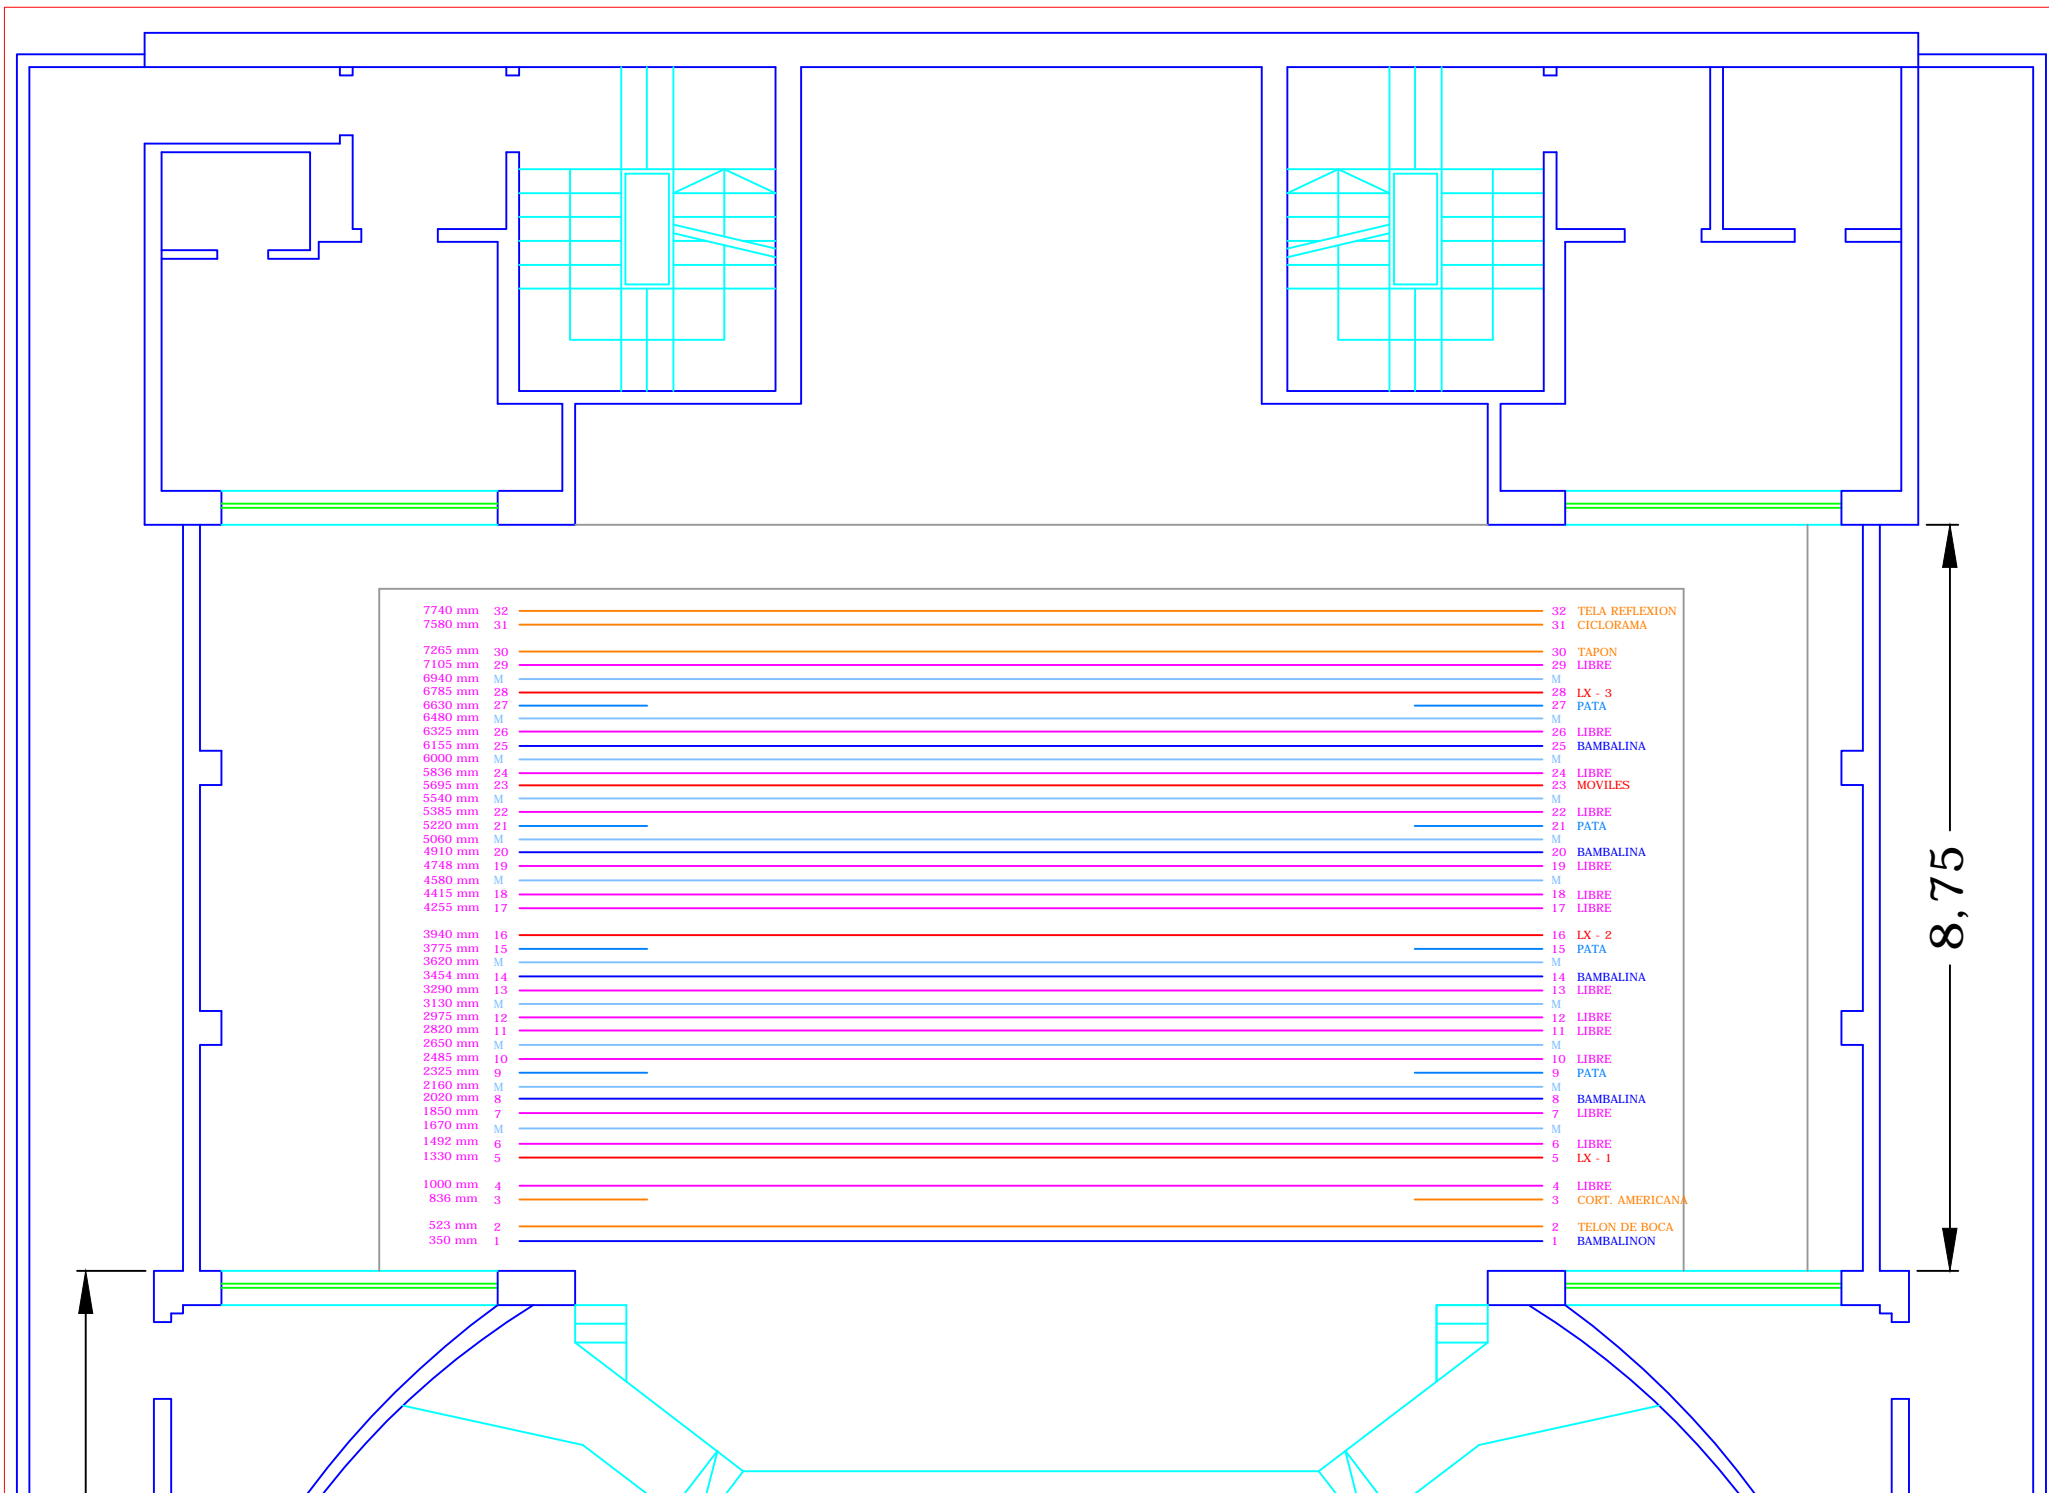 7740 mm 32 32 TELA REFLEXION
7580 mm 31 31 CICLORAMA
7265 mm 30 30 TAPON
7105 mm 29 29 LIBRE
6940 mm M M
6785 mm 28 28 LX - 3
6630 mm 27 27 PATA
6480 mm M M
6325 mm 26 26 LIBRE
6155 mm 25 25 BAMBALINA
6000 mm M M
5836 mm 24 24 LIBRE
5695 mm 23 23 MOVILES
5540 mm M M
5385 mm 22 22 LIBRE
5220 mm 21 21 PATA
5060 mm M M
4910 mm 20 20 BAMBALINA
4748 mm 19 19 LIBRE
4580 mm M M
4415 mm 18 18 LIBRE
4255 mm 17 17 LIBRE
3940 mm 16 16 LX - 2
3775 mm 15 15 PATA
3620 mm M M
3454 mm 14 14 BAMBALINA
3290 mm 13 13 LIBRE
3130 mm M M
2975 mm 12 12 LIBRE
2820 mm 11 11 LIBRE
2650 mm M M
2485 mm 10 10 LIBRE
2325 mm 9 9 PATA
2160 mm M M
2020 mm 8 8 BAMBALINA
1850 mm 7 7 LIBRE
1670 mm M M
1492 mm 6 6 LIBRE
1330 mm 5 5 LX - 1
1000 mm 4 4 LIBRE
836 mm 3 3 CORT. AMERICANA
523 mm 2 2 TELON DE BOCA
350 mm 1 1 BAMBALINON
8,75